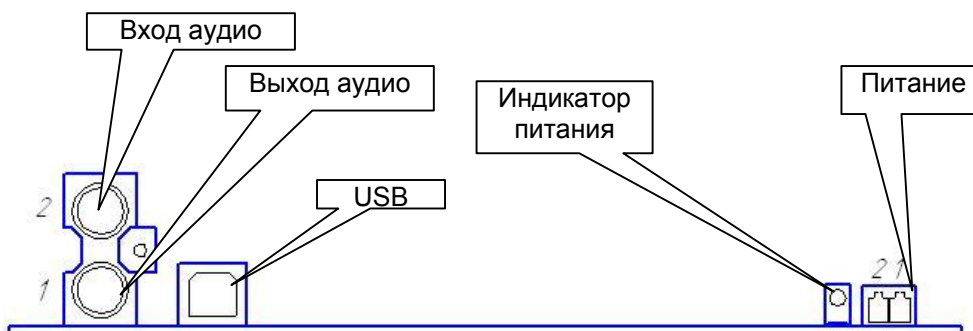 Вход аудио
Выход аудио
Индикатор
питания
Питание
USB
2
1
2 1